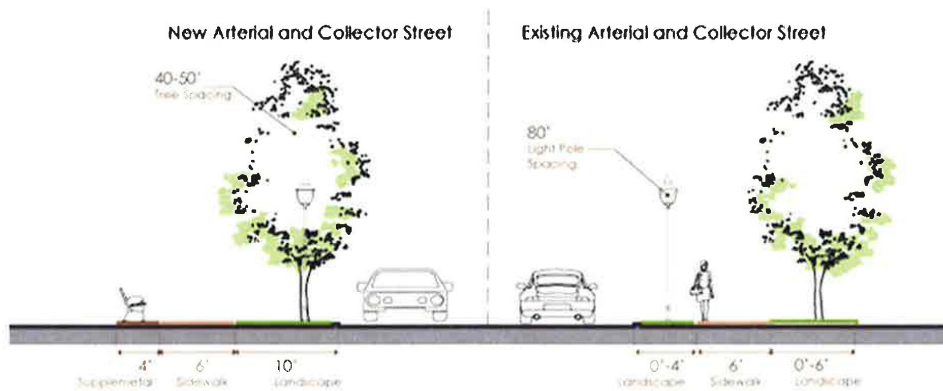 New Arterial and Collector Street
Existing Arterial and Collector Street
40-50'
Tree Spacing
80'
Light Pole
Spacing
4' 6' 10'
Supplemetal Sidewalk Landscape
0'-4' 6' 0'-6'
Landscape Sidewalk Landscape